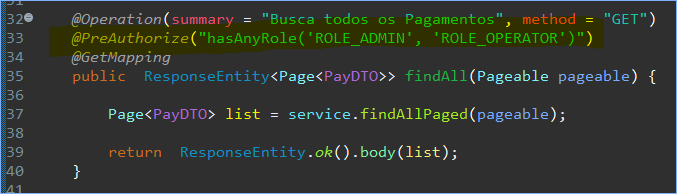 31
32 @Operation(summary = "Busca todos os Pagamentos", method = "GET")
33 @PreAuthorize("hasAnyRole('ROLE_ADMIN', 'ROLE_OPERATOR')")
34 @GetMapping
35 public ResponseEntity<Page<PayDTO>> findAll(Pageable pageable) {
36
37 Page<PayDTO> list = service.findAllPaged(pageable);
38
39 return ResponseEntity.ok().body(list);
40 }
41